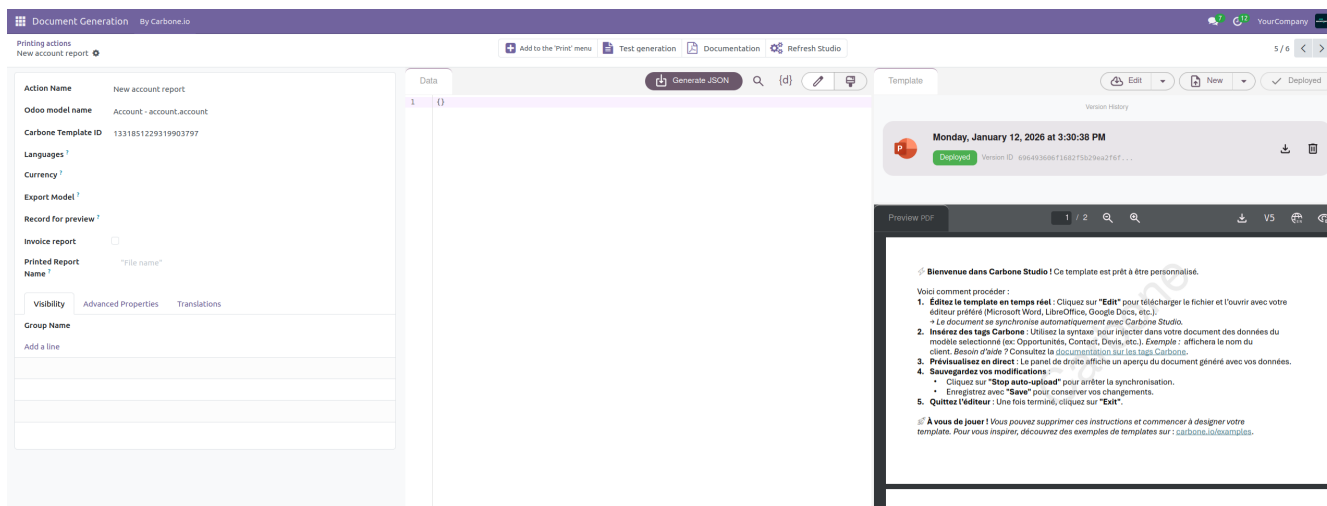 Document Generation By Carbone.io
7 12 YourCompany
Printing actions
New account report
Add to the 'Print' menu Test generation Documentation Refresh Studio
5 / 6
Action Name New account report
Odoo model name Account - account.account
Carbone Template ID 1331851229319903797
Languages ?
Currency ?
Export Model ?
Record for preview ?
Invoice report
Printed Report Name ? "File name"
Visibility Advanced Properties Translations
Group Name
Add a line
Data Generate JSON {d}
1 {}
Template Edit New Deployed
Version History
Monday, January 12, 2026 at 3:30:38 PM
Deployed Version ID
Preview PDF 1 / 2 V5
⚡ Bienvenue dans Carbone Studio ! Ce template est prêt à être personnalisé.
Voici comment procéder :
1. Éditez le template en temps réel : Cliquez sur "Edit" pour télécharger le fichier et l'ouvrir avec votre
éditeur préféré (Microsoft Word, LibreOffice, Google Docs, etc.).
→ Le document se synchronise automatiquement avec Carbone Studio.
2. Insérez des tags Carbone : Utilisez la syntaxe pour injecter dans votre document des données du
modèle selectionné (ex: Opportunités, Contact, Devis, etc.). Exemple : affichera le nom du
client. Besoin d'aide ? Consultez la documentation sur les tags Carbone.
3. Prévisualisez en direct : Le panel de droite affiche un aperçu du document généré avec vos données.
4. Sauvegardez vos modifications :
• Cliquez sur "Stop auto-upload" pour arrêter la synchronisation.
• Enregistrez avec "Save" pour conserver vos changements.
5. Quittez l'éditeur : Une fois terminé, cliquez sur "Exit".
À vous de jouer ! Vous pouvez supprimer ces instructions et commencer à designer votre
template. Pour vous inspirer, découvrez des exemples de templates sur : carbone.io/examples.
Carbone